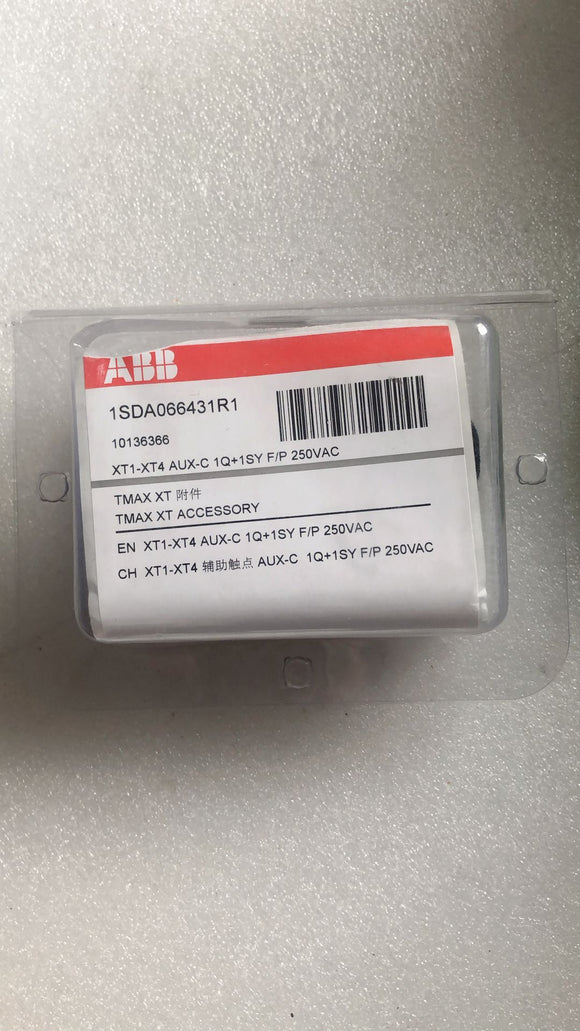 ABB
1SDA066431R1
10136366
XT1-XT4 AUX-C 1Q+1SY F/P 250VAC
TMAX XT 附件
TMAX XT ACCESSORY
EN XT1-XT4 AUX-C 1Q+1SY F/P 250VAC
CH XT1-XT4 辅助触点 AUX-C 1Q+1SY F/P 250VAC